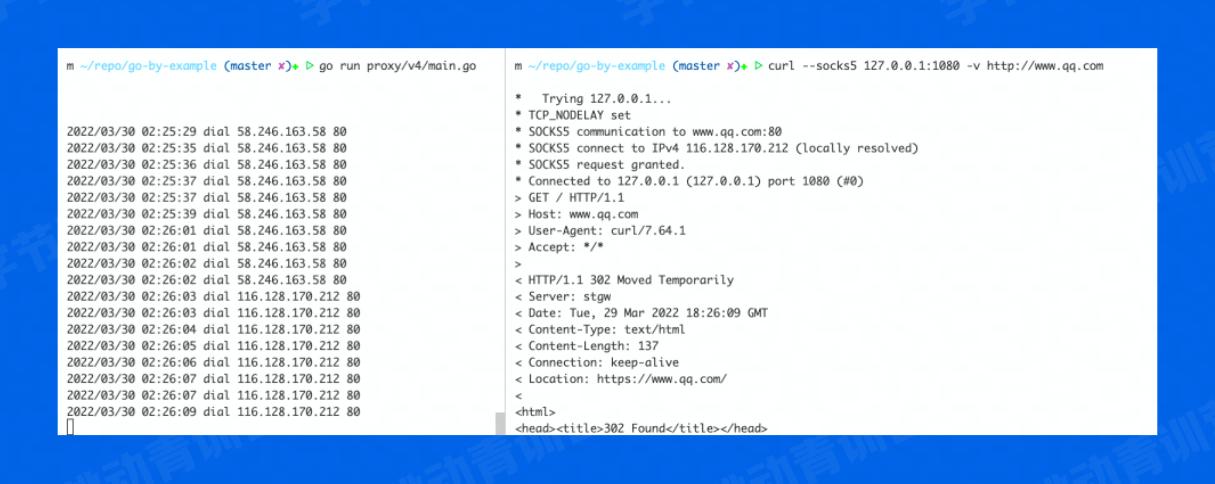 m ~/repo/go-by-example (master ✘)✦ ▷ go run proxy/v4/main.go
2022/03/30 02:25:29 dial 58.246.163.58 80
2022/03/30 02:25:35 dial 58.246.163.58 80
2022/03/30 02:25:36 dial 58.246.163.58 80
2022/03/30 02:25:37 dial 58.246.163.58 80
2022/03/30 02:25:37 dial 58.246.163.58 80
2022/03/30 02:25:39 dial 58.246.163.58 80
2022/03/30 02:26:01 dial 58.246.163.58 80
2022/03/30 02:26:01 dial 58.246.163.58 80
2022/03/30 02:26:02 dial 58.246.163.58 80
2022/03/30 02:26:02 dial 58.246.163.58 80
2022/03/30 02:26:03 dial 116.128.170.212 80
2022/03/30 02:26:03 dial 116.128.170.212 80
2022/03/30 02:26:04 dial 116.128.170.212 80
2022/03/30 02:26:05 dial 116.128.170.212 80
2022/03/30 02:26:06 dial 116.128.170.212 80
2022/03/30 02:26:07 dial 116.128.170.212 80
2022/03/30 02:26:07 dial 116.128.170.212 80
2022/03/30 02:26:09 dial 116.128.170.212 80
m ~/repo/go-by-example (master ✘)✦ ▷ curl --socks5 127.0.0.1:1080 -v http://www.qq.com
*   Trying 127.0.0.1...
* TCP_NODELAY set
* SOCKS5 communication to www.qq.com:80
* SOCKS5 connect to IPv4 116.128.170.212 (locally resolved)
* SOCKS5 request granted.
* Connected to 127.0.0.1 (127.0.0.1) port 1080 (#0)
> GET / HTTP/1.1
> Host: www.qq.com
> User-Agent: curl/7.64.1
> Accept: */*
>
< HTTP/1.1 302 Moved Temporarily
< Server: stgw
< Date: Tue, 29 Mar 2022 18:26:09 GMT
< Content-Type: text/html
< Content-Length: 137
< Connection: keep-alive
< Location: https://www.qq.com/
<
<html>
<head><title>302 Found</title></head>